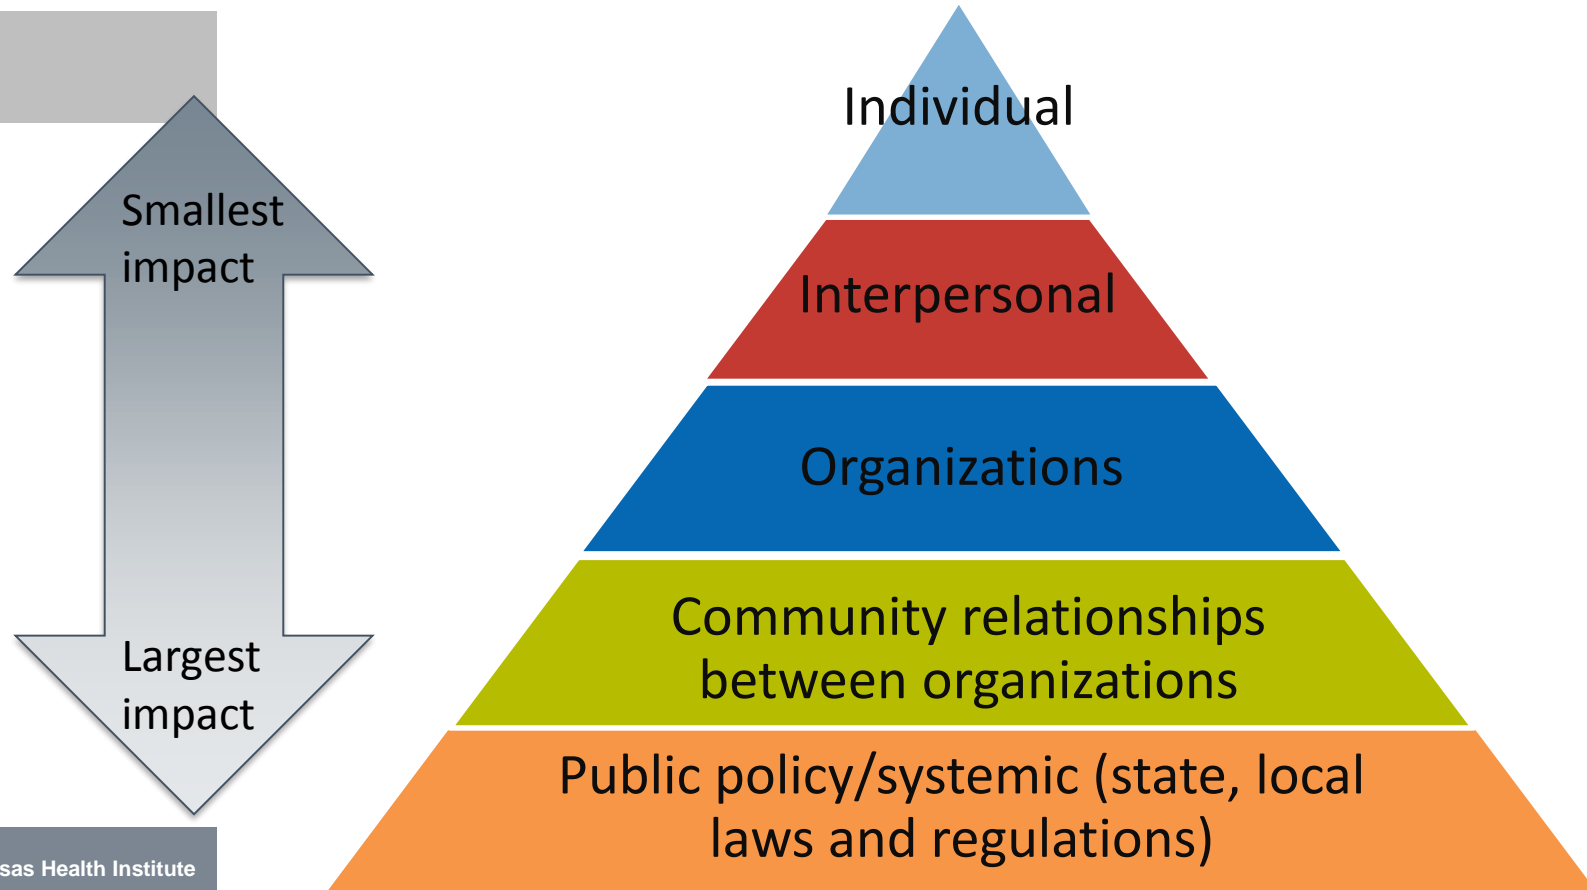 Individual
Smallest
impact
Interpersonal
Organizations
Community relationships
between organizations
Largest
impact
Public policy/systemic (state, local
laws and regulations)
sas Health Institute